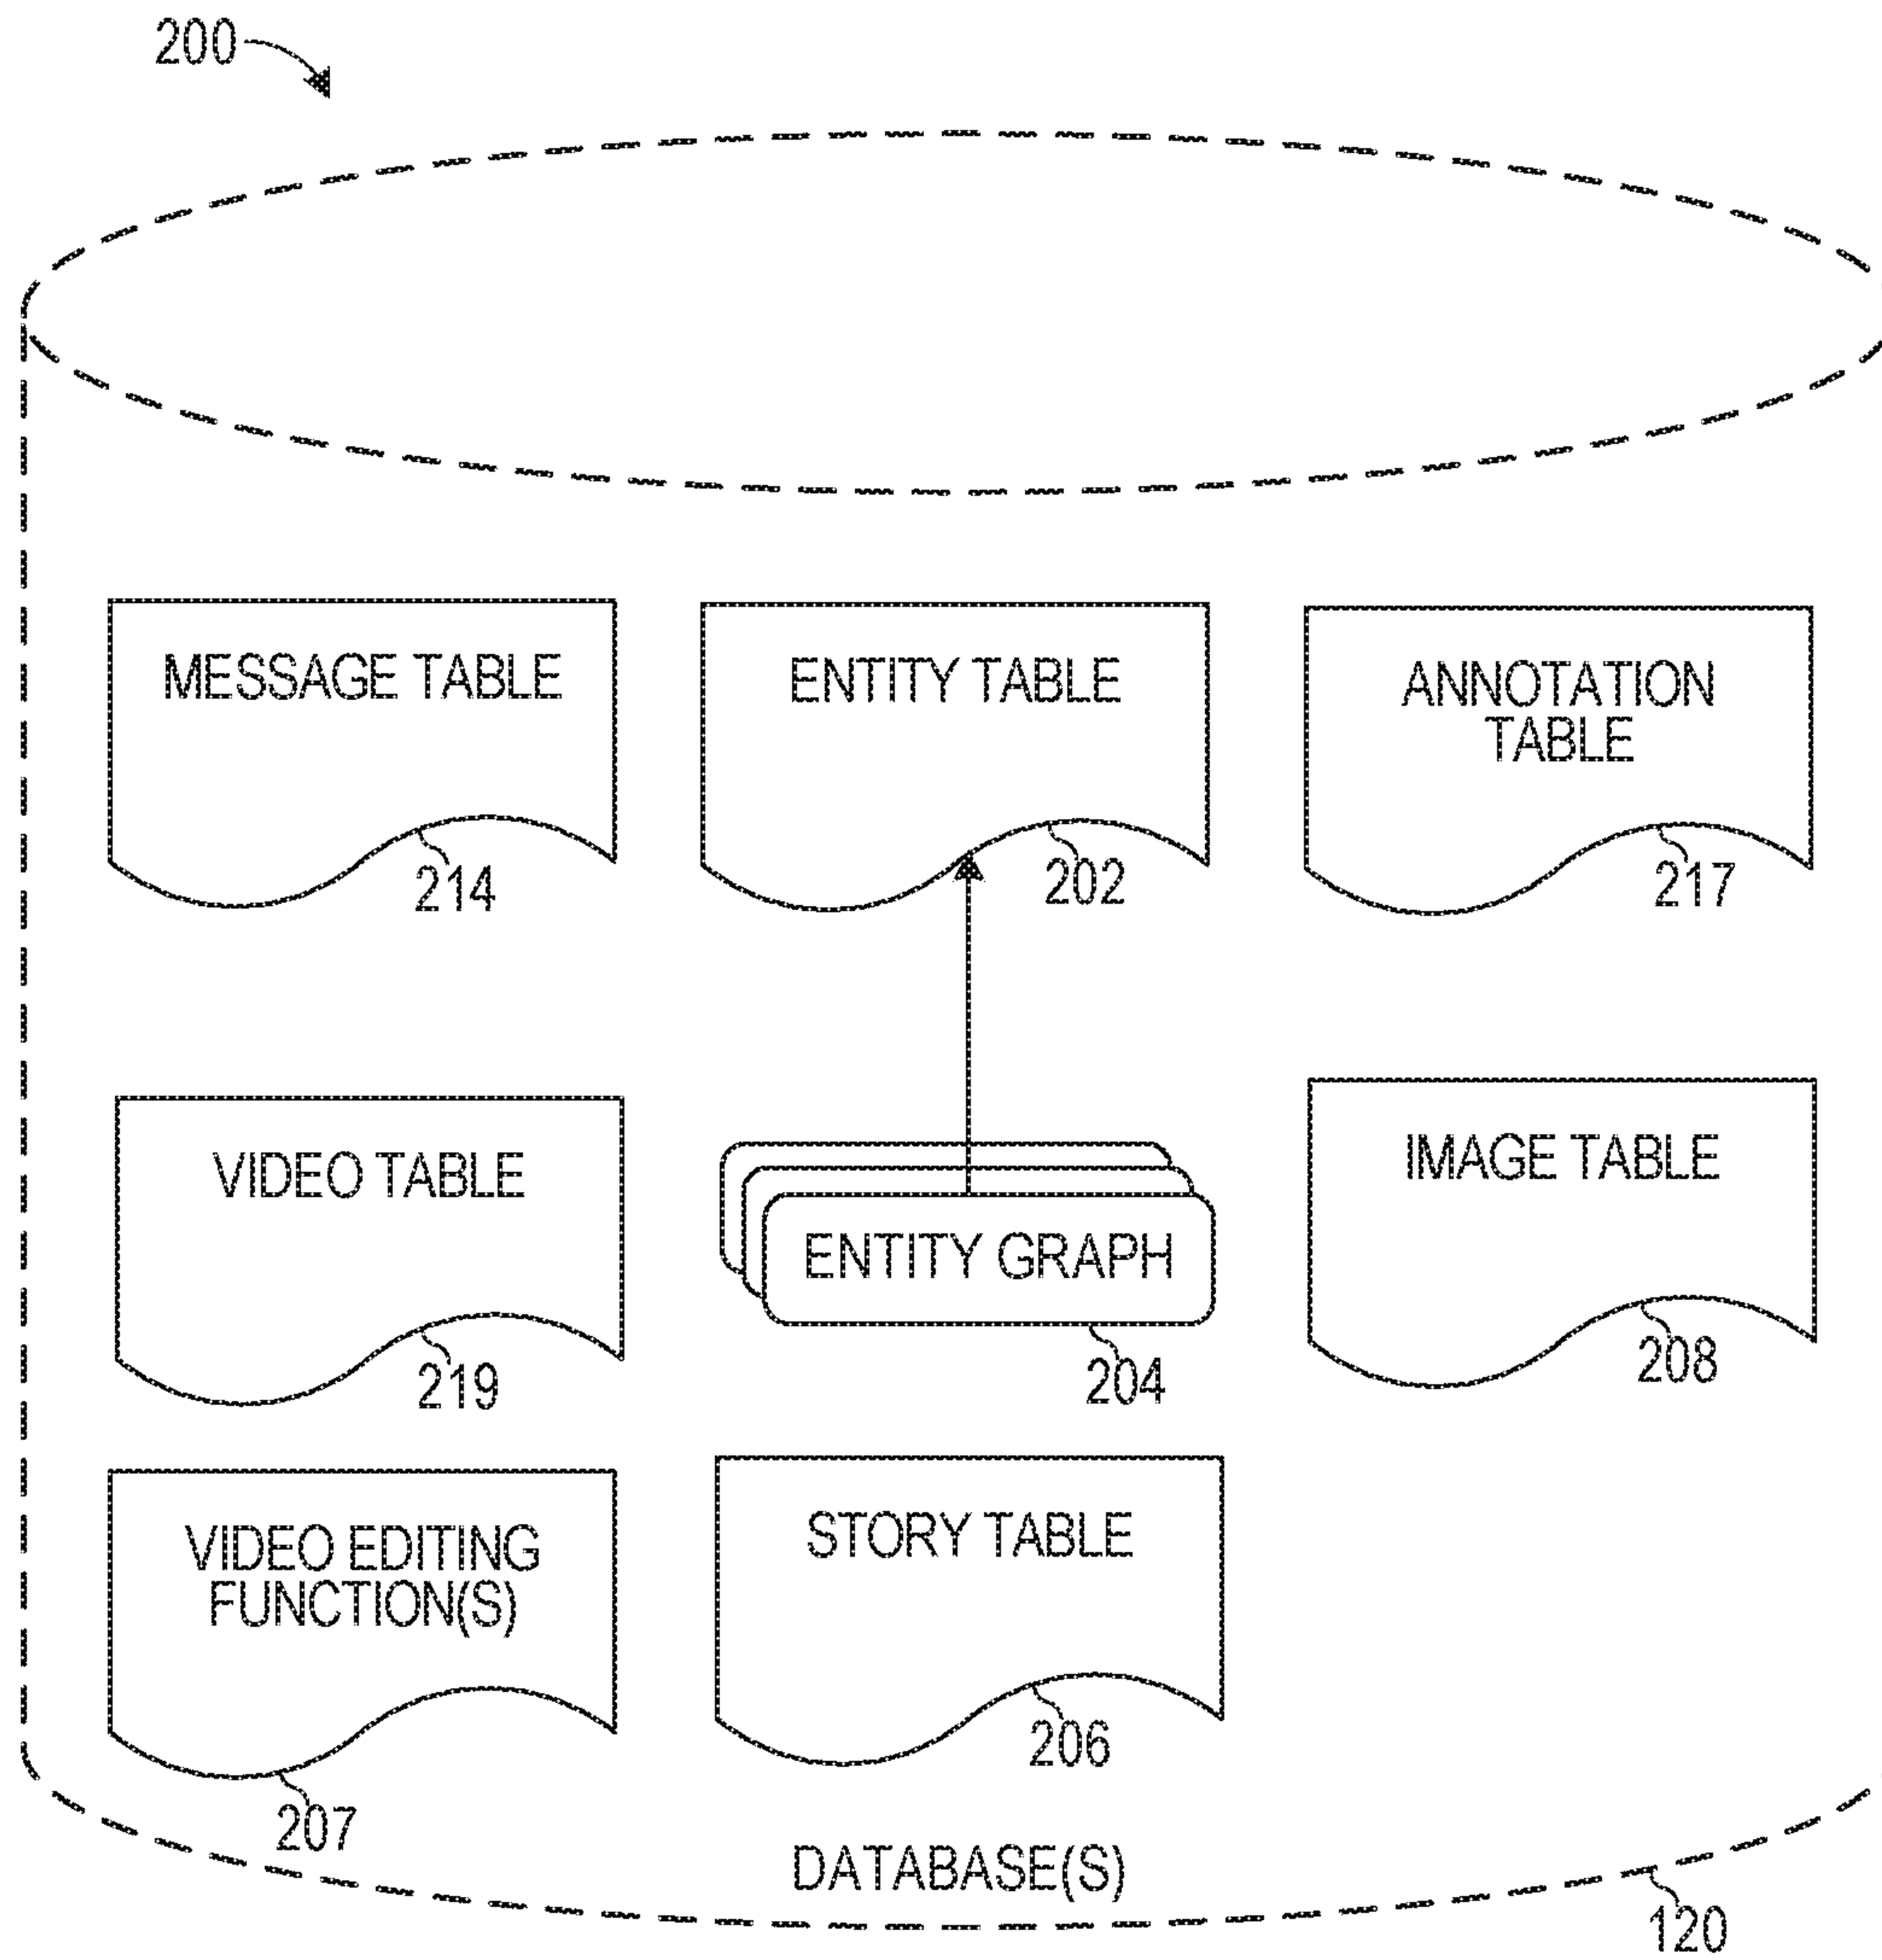 200
MESSAGE TABLE
214
ENTITY TABLE
202
ANNOTATION
TABLE
217
VIDEO TABLE
219
ENTITY GRAPH
204
IMAGE TABLE
208
VIDEO EDITING
FUNCTION(S)
207
STORY TABLE
206
DATABASE(S)
120